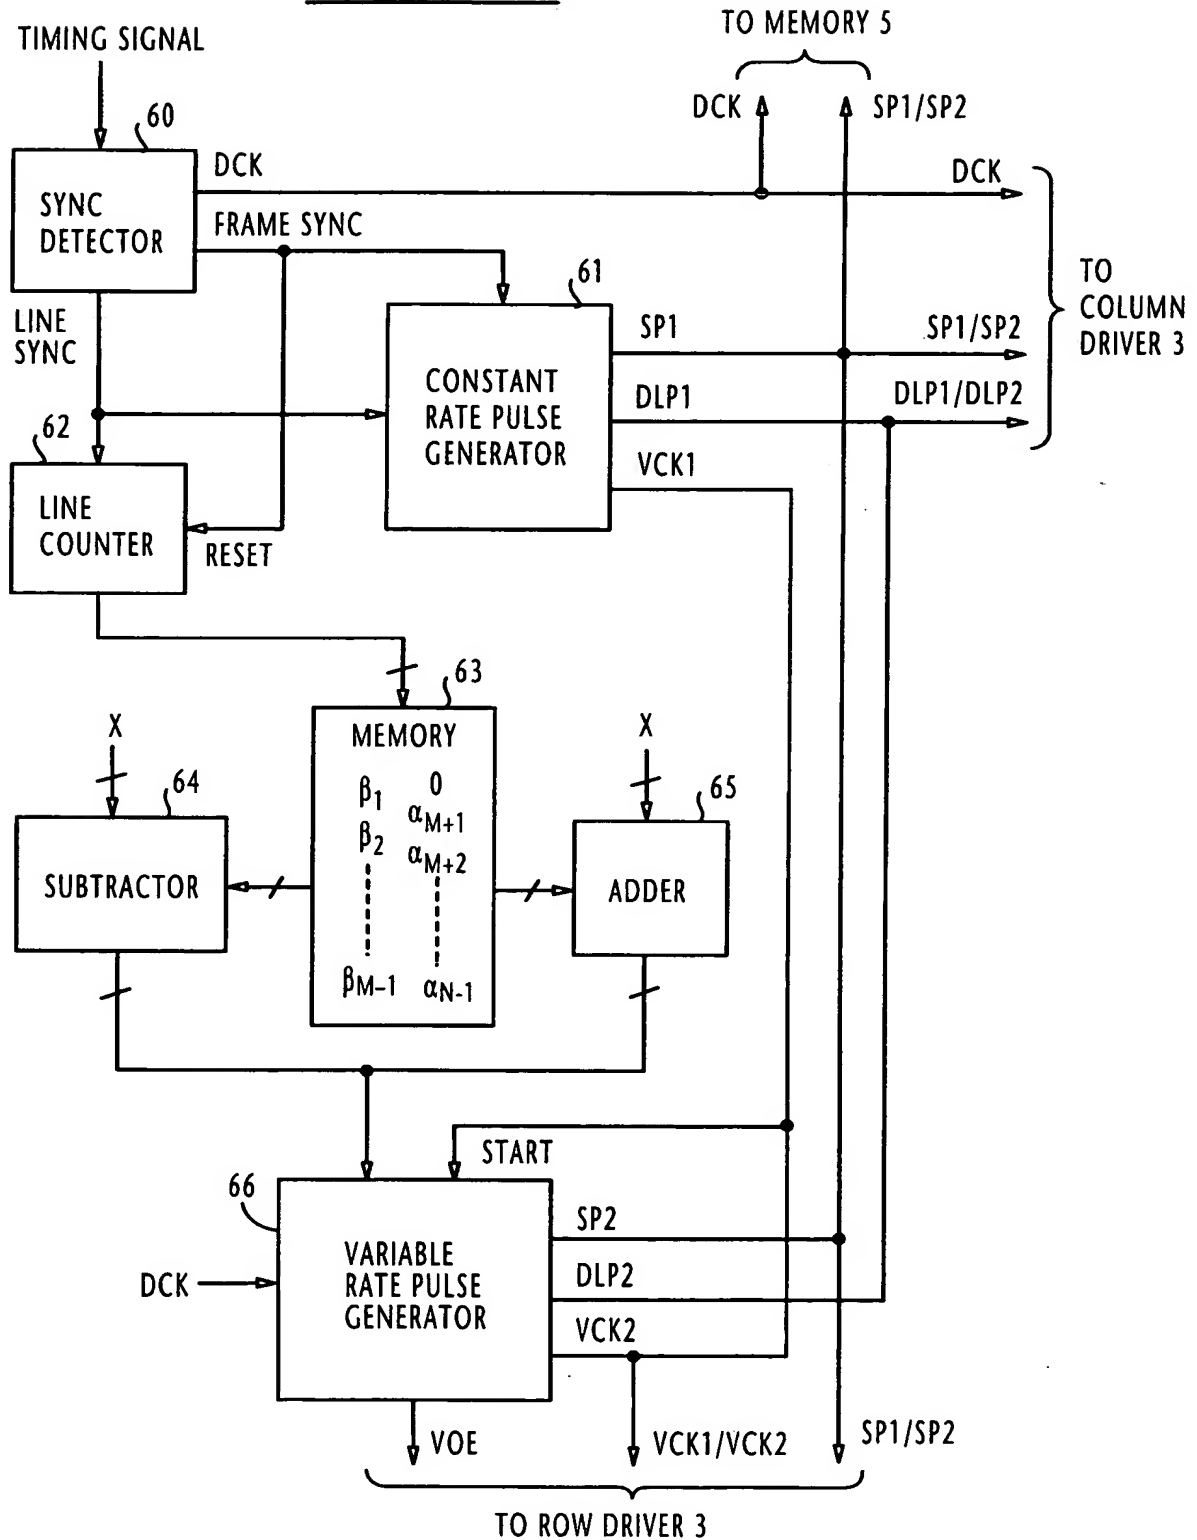 TO MEMORY 5
TIMING SIGNAL
DCK
SP1/SP2
60
DCK
DCK
SYNC
DETECTOR
FRAME SYNC
61
TO
COLUMN
DRIVER 3
LINE
SYNC
SP1
SP1/SP2
CONSTANT
RATE PULSE
GENERATOR
DLP1
DLP1/DLP2
62
VCK1
LINE
COUNTER
RESET
63
X
MEMORY
X
64
β1
0
65
β2
αM+1
αM+2
SUBTRACTOR
ADDER
βM−1
αN-1
START
66
SP2
VARIABLE
RATE PULSE
GENERATOR
DCK
DLP2
VCK2
VOE
VCK1/VCK2
SP1/SP2
TO ROW DRIVER 3